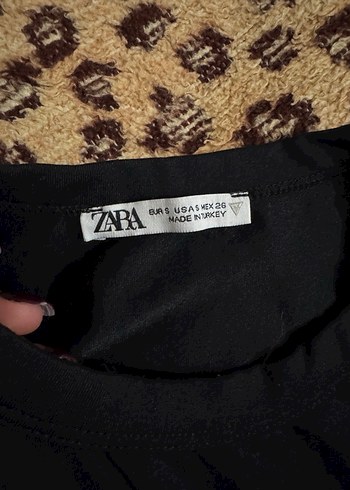 ZARA
EUR S USA S MEX 26
MADE IN TURKEY